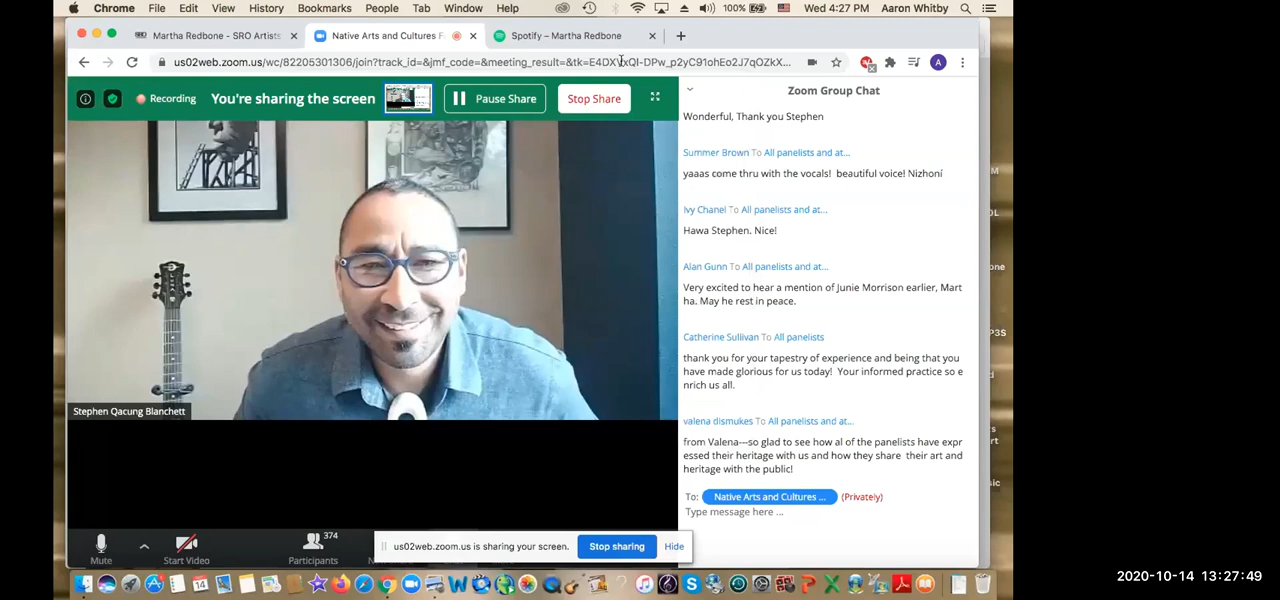 Chrome File Edit View History Bookmarks People Tab Window Help 100% Wed 4:27 PM Aaron Whitby
Martha Redbone - SRO Artists
Native Arts and Cultures F
Spotify – Martha Redbone
us02web.zoom.us/wc/82205301306/join?track_id=&jmf_code=&meeting_result=&tk=
A
Recording You're sharing the screen Pause Share Stop Share
Zoom Group Chat
Wonderful, Thank you Stephen
Summer Brown To All panelists and at...
yaaas come thru with the vocals! beautiful voice! Nizhoní
Ivy Chanel To All panelists and at...
Hawa Stephen. Nice!
Alan Gunn To All panelists and at...
Very excited to hear a mention of Junie Morrison earlier, Mart
ha. May he rest in peace.
Catherine Sullivan To All panelists
thank you for your tapestry of experience and being that you
have made glorious for us today! Your informed practice so e
nrich us all.
valena dismukes To All panelists and at...
from Valena---so glad to see how al of the panelists have expr
essed their heritage with us and how they share their art and
heritage with the public!
To: Native Arts and Cultures ... (Privately)
Type message here ...
Stephen Qacung Blanchett
Mute
Start Video
374
Participants
us02web.zoom.us is sharing your screen. Stop sharing Hide
2020-10-14 13:27:49